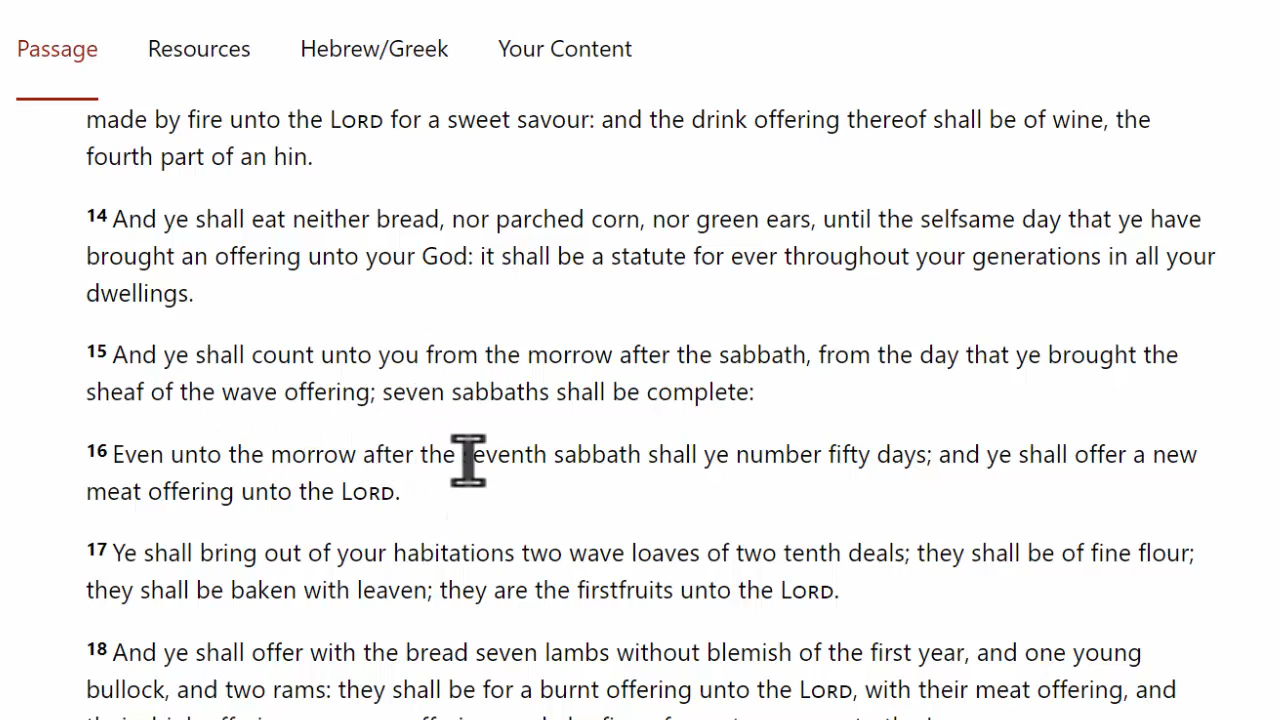 Passage Resources Hebrew/Greek Your Content
made by fire unto the LORD for a sweet savour: and the drink offering thereof shall be of wine, the
fourth part of an hin.
14 And ye shall eat neither bread, nor parched corn, nor green ears, until the selfsame day that ye have
brought an offering unto your God: it shall be a statute for ever throughout your generations in all your
dwellings.
15 And ye shall count unto you from the morrow after the sabbath, from the day that ye brought the
sheaf of the wave offering; seven sabbaths shall be complete:
16 Even unto the morrow after the seventh sabbath shall ye number fifty days; and ye shall offer a new
meat offering unto the LORD.
17 Ye shall bring out of your habitations two wave loaves of two tenth deals; they shall be of fine flour;
they shall be baken with leaven; they are the firstfruits unto the LORD.
18 And ye shall offer with the bread seven lambs without blemish of the first year, and one young
bullock, and two rams: they shall be for a burnt offering unto the LORD, with their meat offering, and